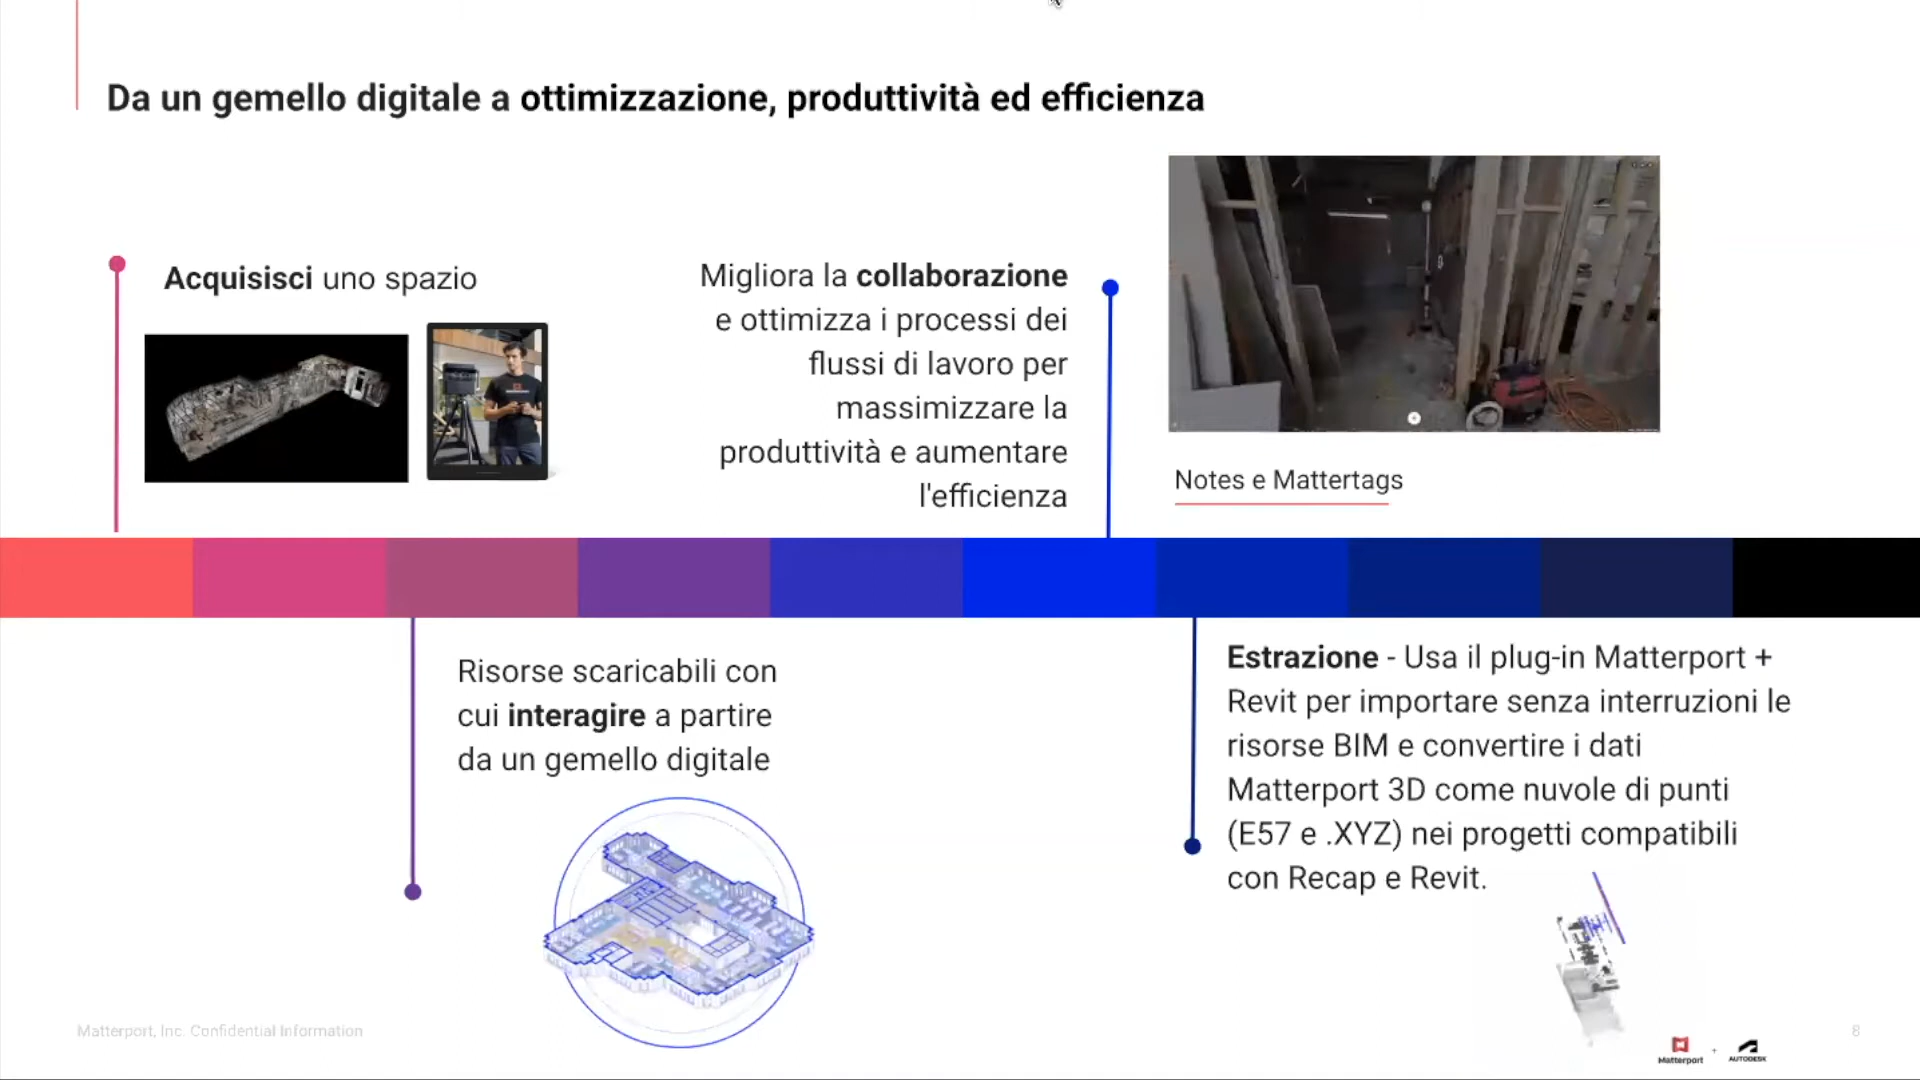 Da un gemello digitale a ottimizzazione, produttività ed efficienza
Acquisisci uno spazio
Migliora la collaborazione
e ottimizza i processi dei
flussi di lavoro per
massimizzare la
produttività e aumentare
l'efficienza
Notes e Mattertags
Risorse scaricabili con
cui interagire a partire
da un gemello digitale
Estrazione - Usa il plug-in Matterport +
Revit per importare senza interruzioni le
risorse BIM e convertire i dati
Matterport 3D come nuvole di punti
(E57 e .XYZ) nei progetti compatibili
con Recap e Revit.
Matterport, Inc. Confidential Information
Matterport + AUTODESK
8